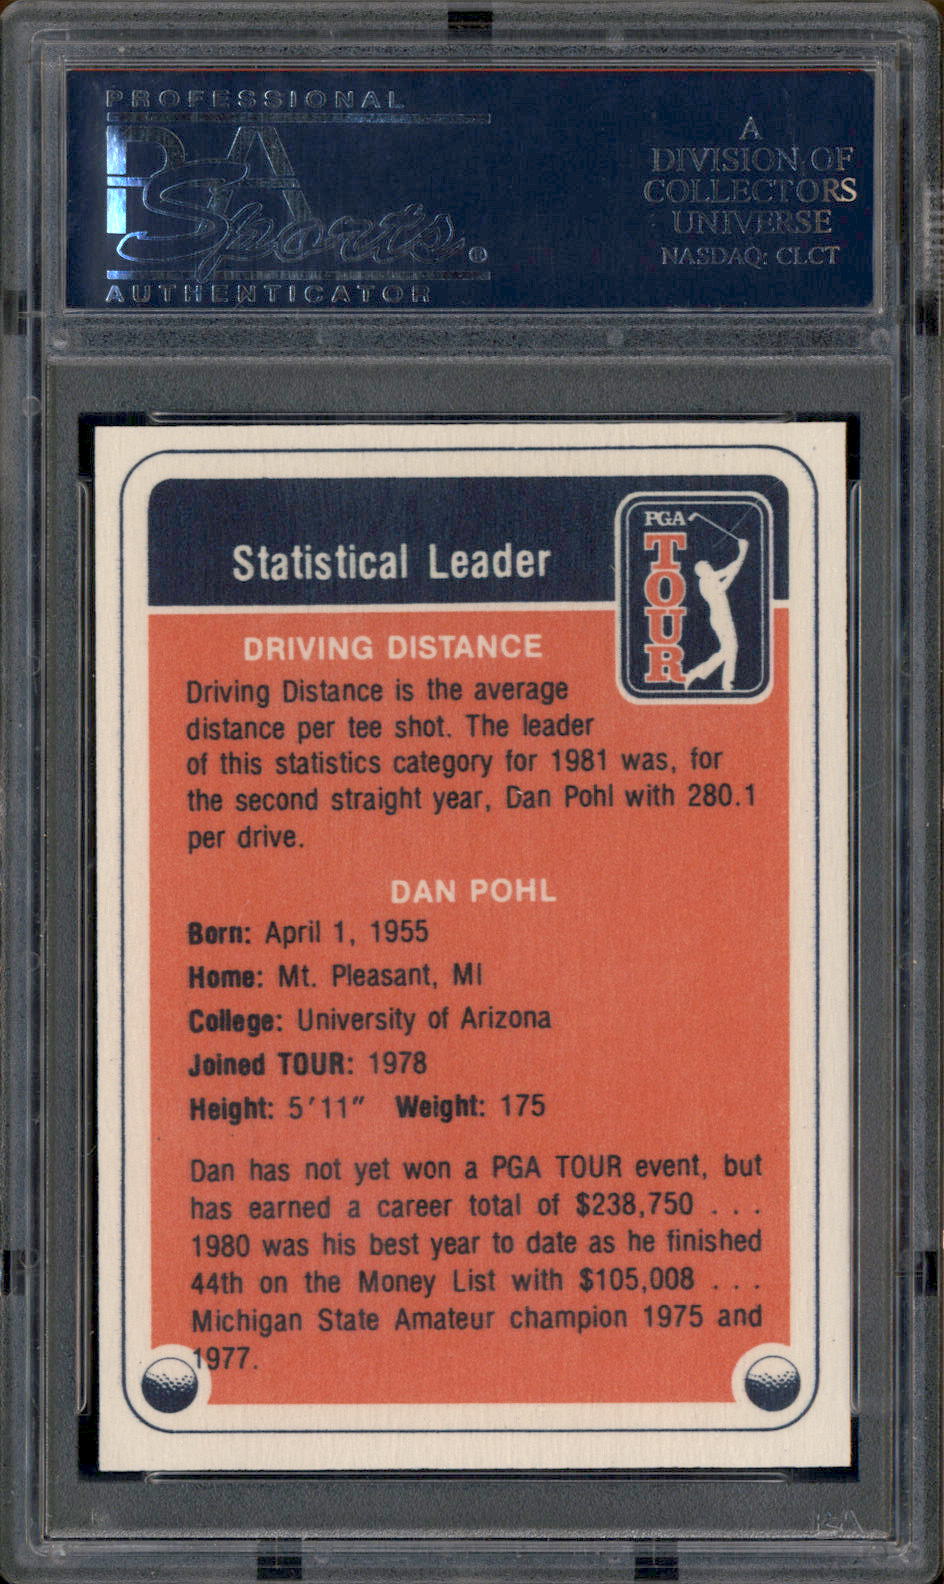 PROFESSIONAL
PSA
Sports®
AUTHENTICATOR
A
DIVISION OF
COLLECTORS
UNIVERSE
NASDAQ: CLCT
Statistical Leader
PGA
TOUR
DRIVING DISTANCE
Driving Distance is the average
distance per tee shot. The leader
of this statistics category for 1981 was, for
the second straight year, Dan Pohl with 280.1
per drive.
DAN POHL
Born: April 1, 1955
Home: Mt. Pleasant, MI
College: University of Arizona
Joined TOUR: 1978
Height: 5'11" Weight: 175
Dan has not yet won a PGA TOUR event, but
has earned a career total of $238,750 . . .
1980 was his best year to date as he finished
44th on the Money List with $105,008 . . .
Michigan State Amateur champion 1975 and
1977.